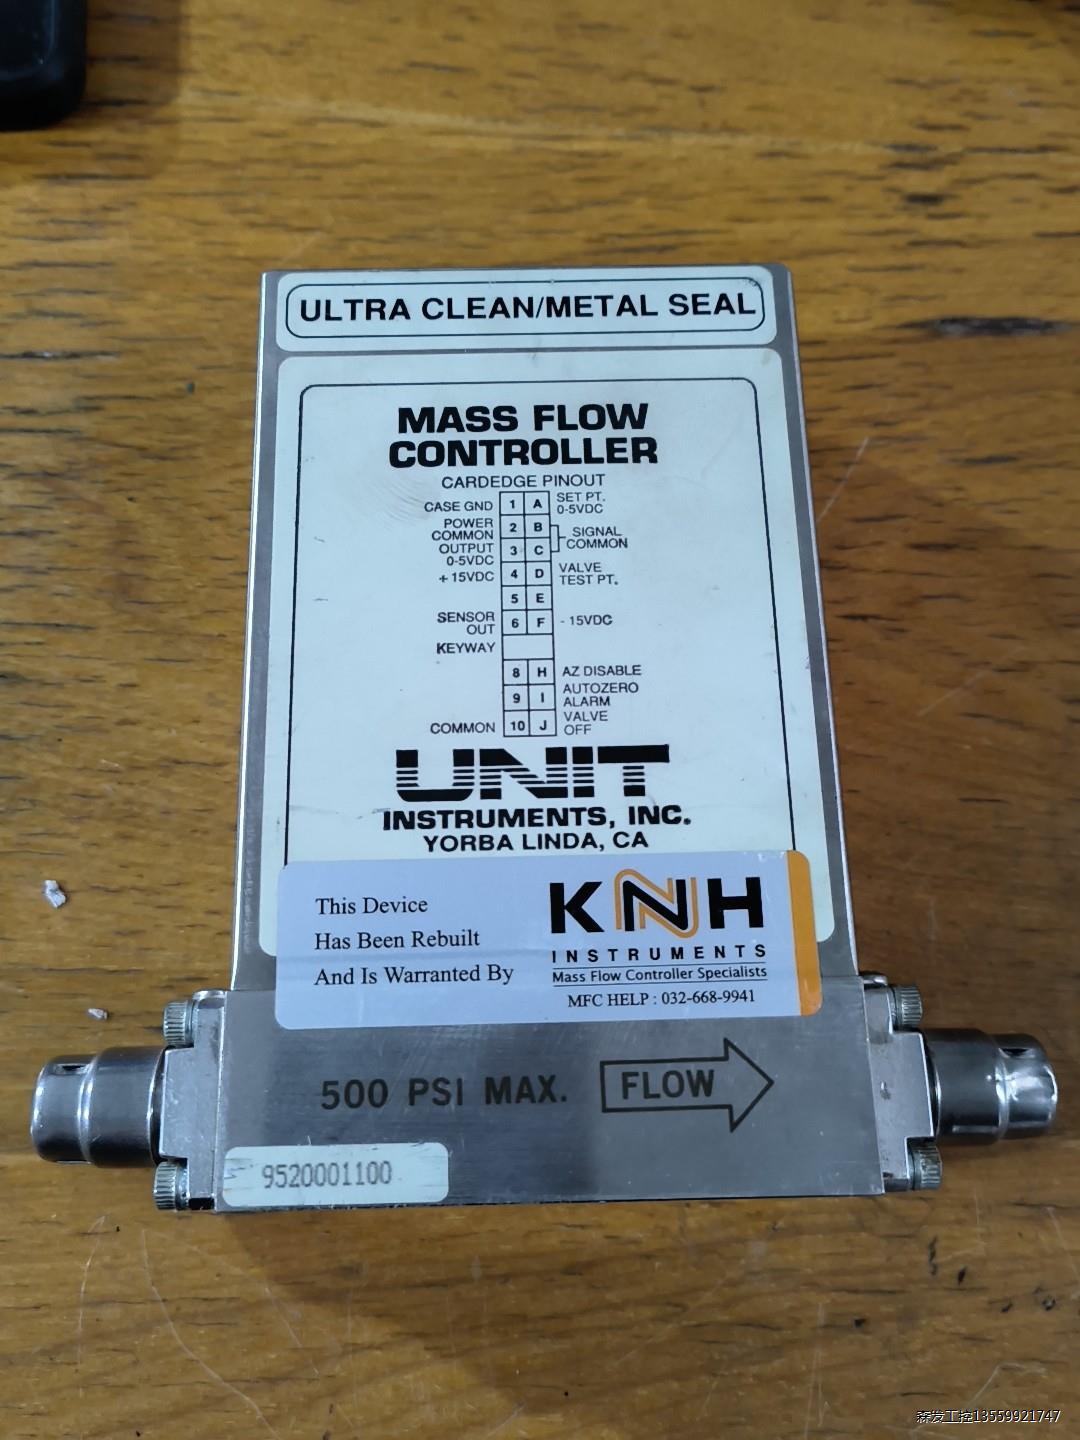 ULTRA CLEAN/METAL SEAL
MASS FLOW
CONTROLLER
CARDEDGE PINOUT
CASE GND 1 A SET PT. 0-5VDC
POWER COMMON 2 B SIGNAL COMMON
OUTPUT 0-5VDC 3 C
+15VDC 4 D VALVE TEST PT.
5 E
SENSOR OUT 6 F -15VDC
KEYWAY
8 H AZ DISABLE
9 I AUTOZERO ALARM
COMMON 10 J VALVE OFF
UNIT
INSTRUMENTS, INC.
YORBA LINDA, CA
This Device
Has Been Rebuilt
And Is Warranted By
KNH
INSTRUMENTS
Mass Flow Controller Specialists
MFC HELP : 032-668-9941
500 PSI MAX. FLOW
9520001100
森发工控13559921747